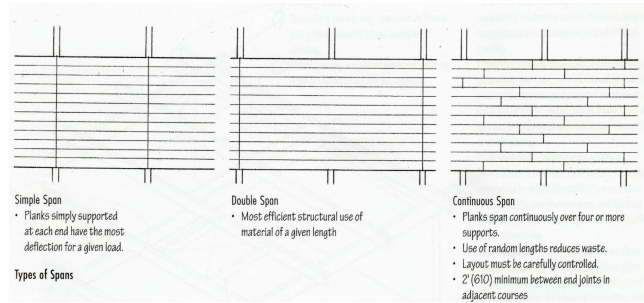 Simple Span
• Planks simply supported
at each end have the most
deflection for a given load.
Types of Spans
Double Span
• Most efficient structural use of
material of a given length
Continuous Span
• Planks span continuously over four or more
supports.
• Use of random lengths reduces waste.
• Layout must be carefully controlled.
• 2' (610) minimum between end joints in
adjacent courses